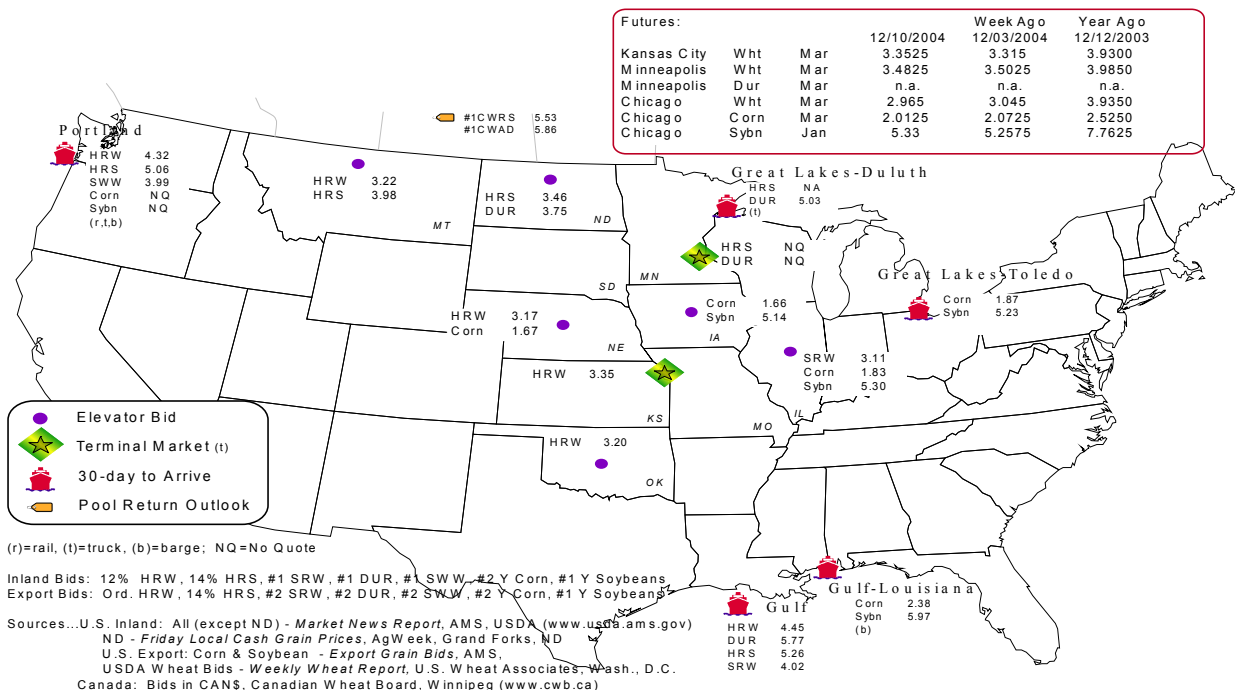 Futures: Week Ago Year Ago
12/10/2004 12/03/2004 12/12/2003
Kansas City Wht Mar 3.3525 3.315 3.9300
Minneapolis Wht Mar 3.4825 3.5025 3.9850
Minneapolis Dur Mar n.a. n.a. n.a.
Chicago Wht Mar 2.965 3.045 3.9350
Chicago Corn Mar 2.0125 2.0725 2.5250
Chicago Sybn Jan 5.33 5.2575 7.7625
#1CWRS 5.53
#1CWAD 5.86
Portland
HRW 4.32
HRS 5.06
SWW 3.99
Corn NQ
Sybn NQ
(r,t,b)
HRW 3.22
HRS 3.98
MT
HRS 3.46
DUR 3.75
ND
Great Lakes-Duluth
HRS NA
DUR 5.03
(t)
HRS NQ
DUR NQ
MN
SD
Great Lakes-Toledo
Corn 1.87
Sybn 5.23
HRW 3.17
Corn 1.67
NE
Corn 1.66
Sybn 5.14
IA
SRW 3.11
Corn 1.83
Sybn 5.30
IL
HRW 3.35
KS
MO
HRW 3.20
OK
Elevator Bid
Terminal Market (t)
30-day to Arrive
Pool Return Outlook
Gulf-Louisiana
Corn 2.38
Sybn 5.97
(b)
Gulf
HRW 4.45
DUR 5.77
HRS 5.26
SRW 4.02
(r)=rail, (t)=truck, (b)=barge; NQ=No Quote
Inland Bids: 12% HRW, 14% HRS, #1 SRW, #1 DUR, #1 SWW, #2 Y Corn, #1 Y Soybeans
Export Bids: Ord. HRW, 14% HRS, #2 SRW, #2 DUR, #2 SWW, #2 Y Corn, #1 Y Soybeans
Sources...U.S. Inland: All (except ND) - Market News Report, AMS, USDA (www.usda.ams.gov)
ND - Friday Local Cash Grain Prices, AgWeek, Grand Forks, ND
U.S. Export: Corn & Soybean - Export Grain Bids, AMS,
USDA Wheat Bids - Weekly Wheat Report, U.S. Wheat Associates, Wash., D.C.
Canada: Bids in CAN$, Canadian Wheat Board, Winnipeg (www.cwb.ca)